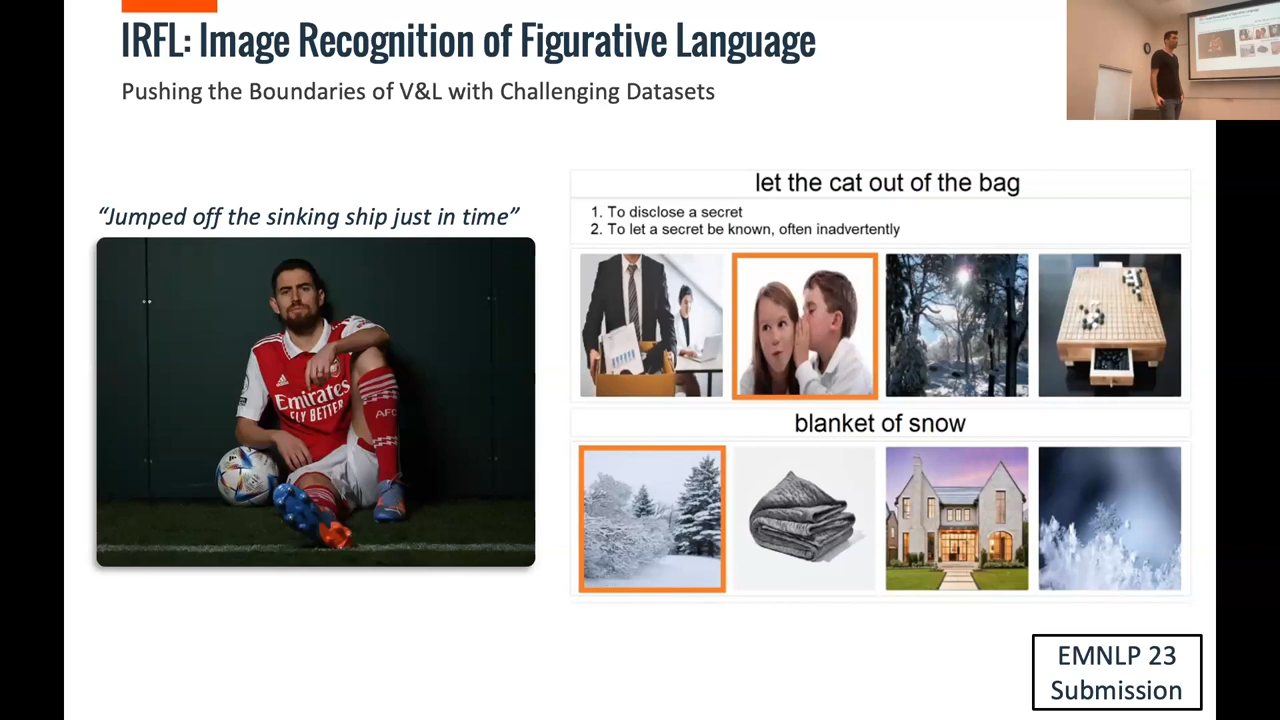 IRFL: Image Recognition of Figurative Language
Pushing the Boundaries of V&L with Challenging Datasets
“Jumped off the sinking ship just in time”
Emirates
FLY BETTER
AFC
let the cat out of the bag
1. To disclose a secret
2. To let a secret be known, often inadvertently
blanket of snow
EMNLP 23
Submission